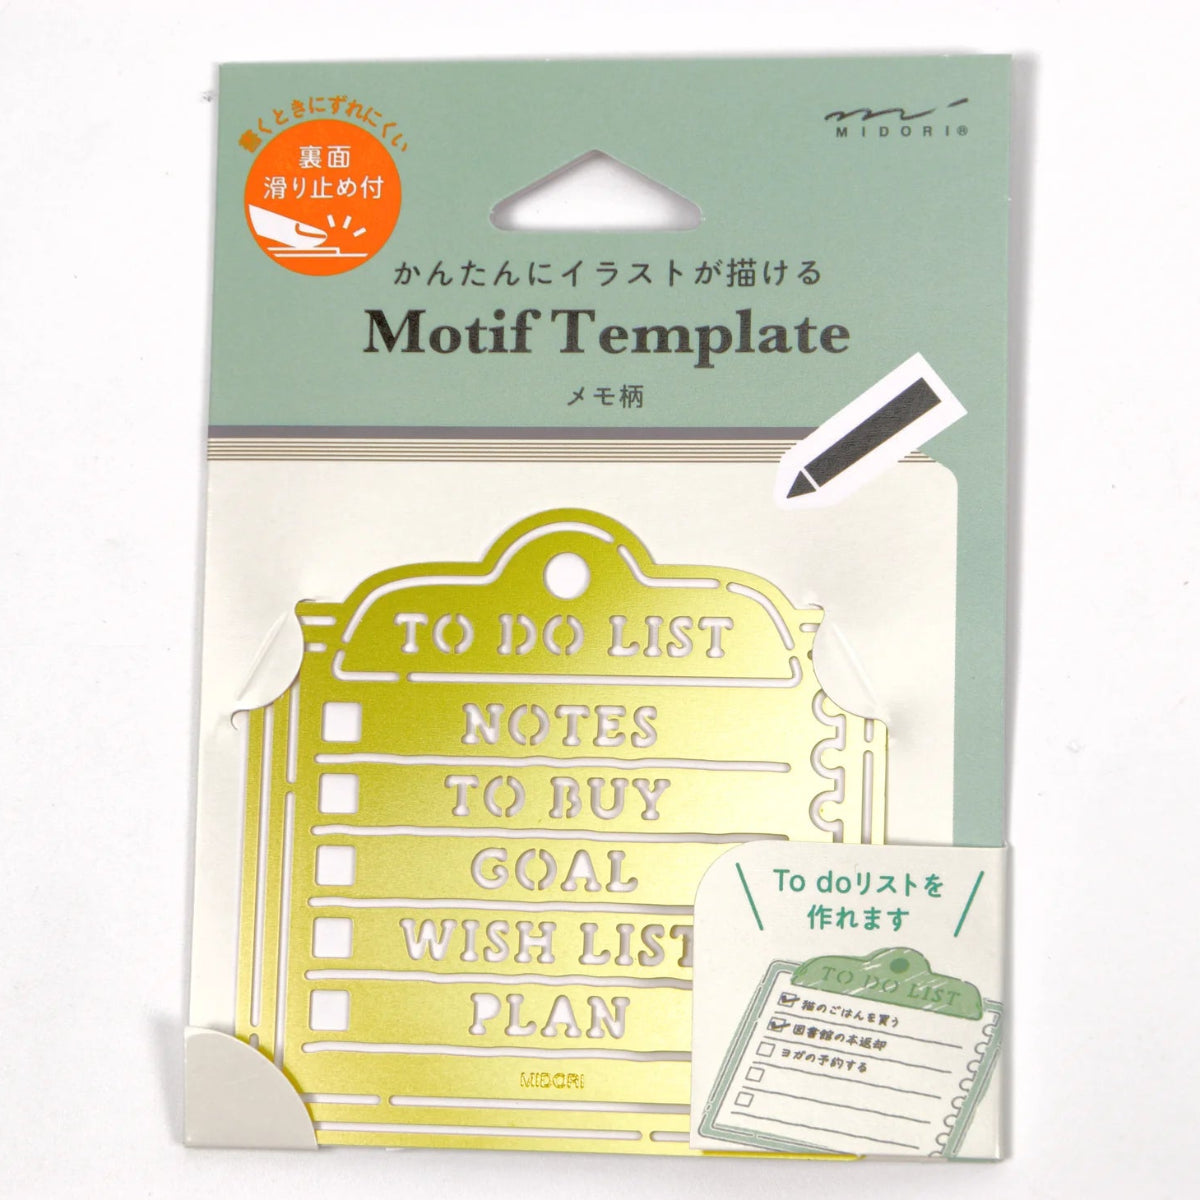 書くときにずれにくい
裏面
滑り止め付
MIDORI®
かんたんにイラストが描ける
Motif Template
メモ柄
TO DO LIST
NOTES
TO BUY
GOAL
WISH LIST
PLAN
MIDORI
To doリストを
作れます
TO DO LIST
猫のごはんを買う
図書館の本返却
ヨガの予約する